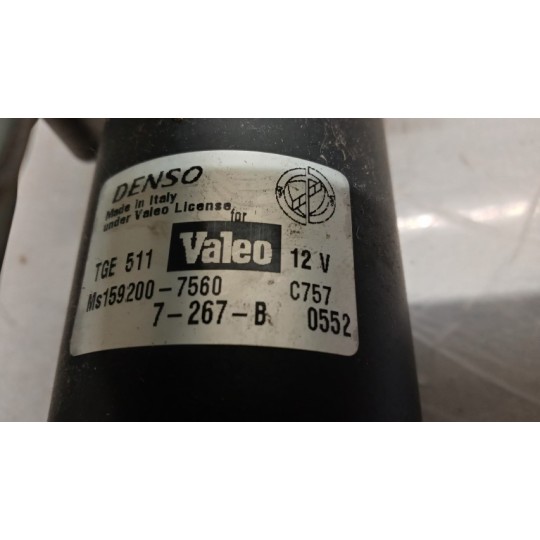 DENSO
Made in Italy
under Valeo License
for
TGE 511 Valeo 12 V
Ms159200-7560 C757
7-267-B 0552